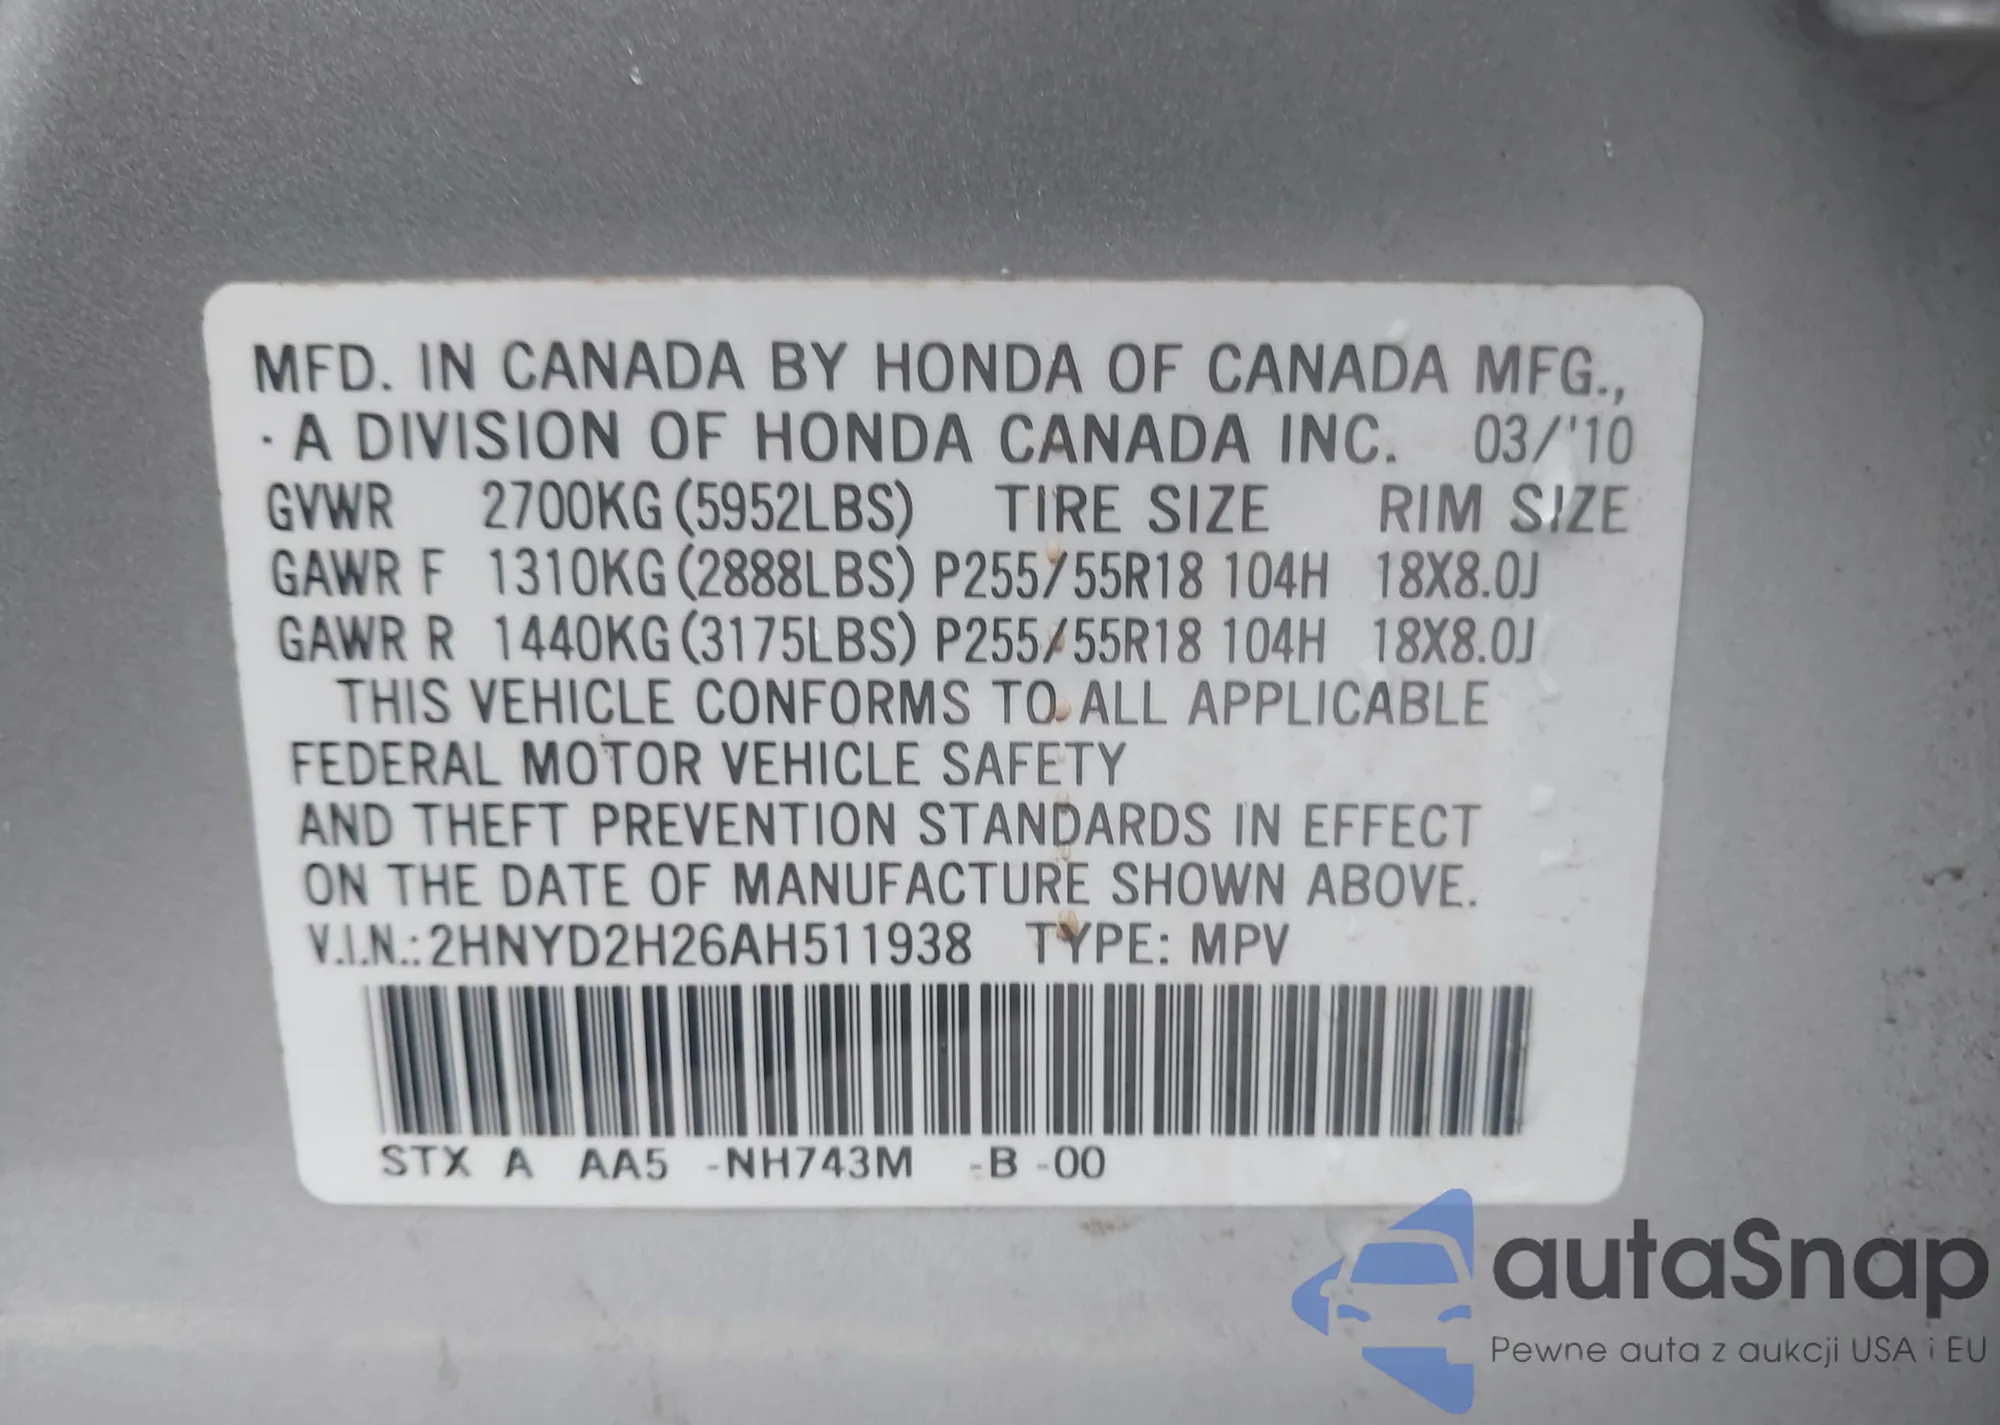 MFD. IN CANADA BY HONDA OF CANADA MFG.,
· A DIVISION OF HONDA CANADA INC. 03/'10
GVWR 2700KG (5952LBS) TIRE SIZE RIM SIZE
GAWR F 1310KG (2888LBS) P255/55R18 104H 18X8.0J
GAWR R 1440KG (3175LBS) P255/55R18 104H 18X8.0J
THIS VEHICLE CONFORMS TO ALL APPLICABLE
FEDERAL MOTOR VEHICLE SAFETY
AND THEFT PREVENTION STANDARDS IN EFFECT
ON THE DATE OF MANUFACTURE SHOWN ABOVE.
V.I.N.: 2HNYD2H26AH511938 TYPE: MPV
STX A AA5 -NH743M -B -00
autaSnap
Pewne auta z aukcji USA i EU